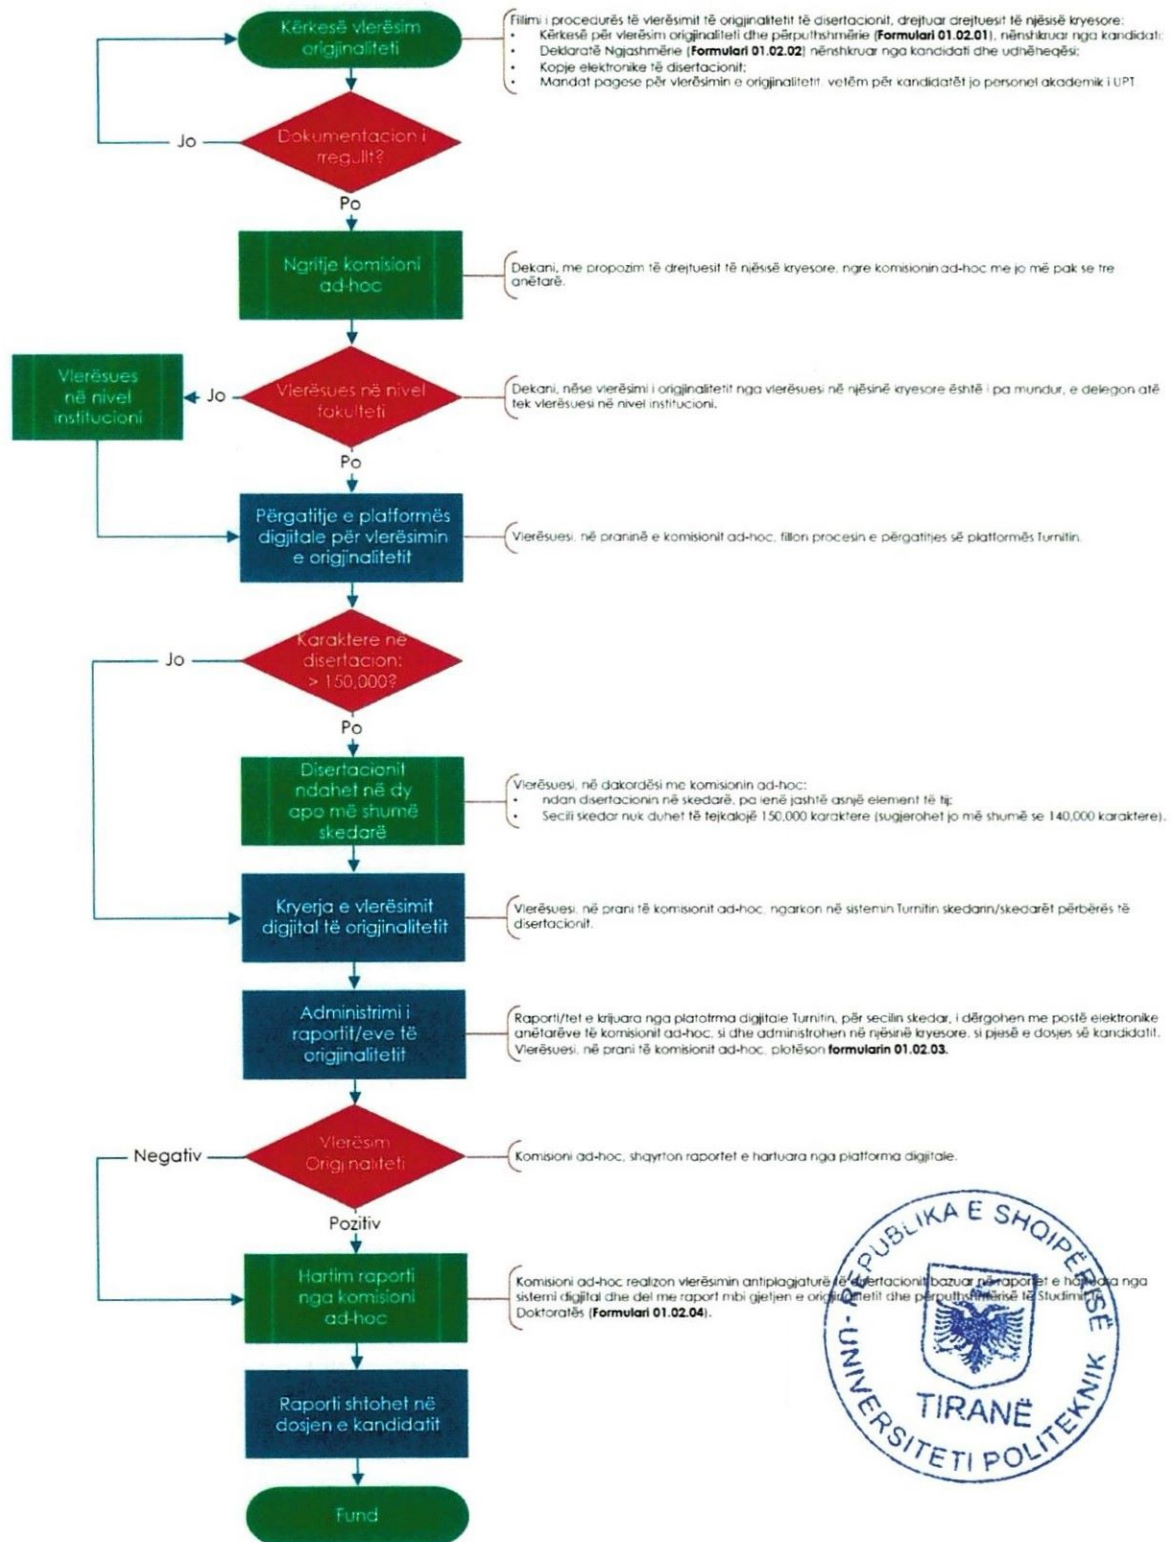 Kërkesë vlerësim
origjinaliteti
Fillimi i procedurës të vlerësimit të origjinalitetit të disertacionit, drejtuar drejtuesit të njësisë kryesore:
• Kërkesë për vlerësim origjinaliteti dhe përputhshmërie (Formulari 01.02.01), nënshkruar nga kandidati;
• Deklaratë Ngjashmërie (Formulari 01.02.02) nënshkruar nga kandidati dhe udhëheqësi;
• Kopje elektronike të disertacionit;
• Mandat pagese për vlerësimin e origjinalitetit, vetëm për kandidatët jo personel akademik i UPT
Jo
Dokumentacion i
rregullt?
Po
Ngritje komisioni
ad-hoc
Dekani, me propozim të drejtuesit të njësisë kryesore, ngre komisionin ad-hoc me jo më pak se tre
anëtarë.
Vlerësues
në nivel
institucioni
Jo
Vlerësues në nivel
fakulteti
Dekani, nëse vlerësimi i origjinalitetit nga vlerësuesi në njësinë kryesore është i pa mundur, e delegon atë
tek vlerësuesi në nivel institucioni.
Po
Përgatitje e platformës
digjitale për vlerësimin
e origjinalitetit
Vlerësuesi, në praninë e komisionit ad-hoc, fillon procesin e përgatitjes së platformës Turnitin.
Jo
Karaktere në
disertacion:
> 150,000?
Po
Disertacionit
ndahet në dy
apo më shumë
skedarë
Vlerësuesi, në dakordësi me komisionin ad-hoc:
• ndan disertacionin në skedarë, pa lenë jashtë asnjë element të tij;
• Secili skedar nuk duhet të tejkalojë 150,000 karaktere (sugjerohet jo më shumë se 140,000 karaktere).
Kryerja e vlerësimit
digjital të origjinalitetit
Vlerësuesi, në prani të komisionit ad-hoc, ngarkon në sistemin Turnitin skedarin/skedarët përbërës të
disertacionit.
Administrimi i
raportit/eve të
origjinalitetit
Raporti/tet e krijuara nga platofrma digjitale Turnitin, për secilin skedar, i dërgohen me postë elektronike
anëtarëve të komisionit ad-hoc, si dhe administrohen në njësinë kryesore, si pjesë e dosjes së kandidatit.
Vlerësuesi, në prani të komisionit ad-hoc, plotëson formularin 01.02.03.
Negativ
Vlerësim
Origjinaliteti
Komisioni ad-hoc, shqyrton raportet e hartuara nga platforma digjitale.
Pozitiv
Hartim raporti
nga komisioni
ad-hoc
Komisioni ad-hoc realizon vlerësimin antiplagjaturë të disertacionit bazuar në raportet e hartuara nga
sistemi digjital dhe del me raport mbi gjetjen e origjinalitetit dhe përputhshmërisë të Studimit të
Doktoratës (Formulari 01.02.04).
Raporti shtohet në
dosjen e kandidatit
Fund
REPUBLIKA E SHQIPËRISË
TIRANË
- UNIVERSITETI POLITEKNIK